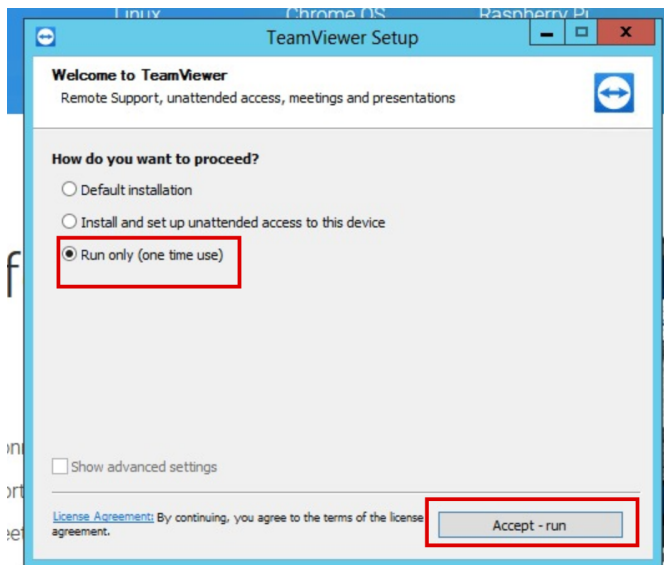 Linux Chrome OS Raspberry Pi
TeamViewer Setup
Welcome to TeamViewer
Remote Support, unattended access, meetings and presentations
How do you want to proceed?
Default installation
Install and set up unattended access to this device
Run only (one time use)
Show advanced settings
License Agreement: By continuing, you agree to the terms of the license
agreement.
Accept - run